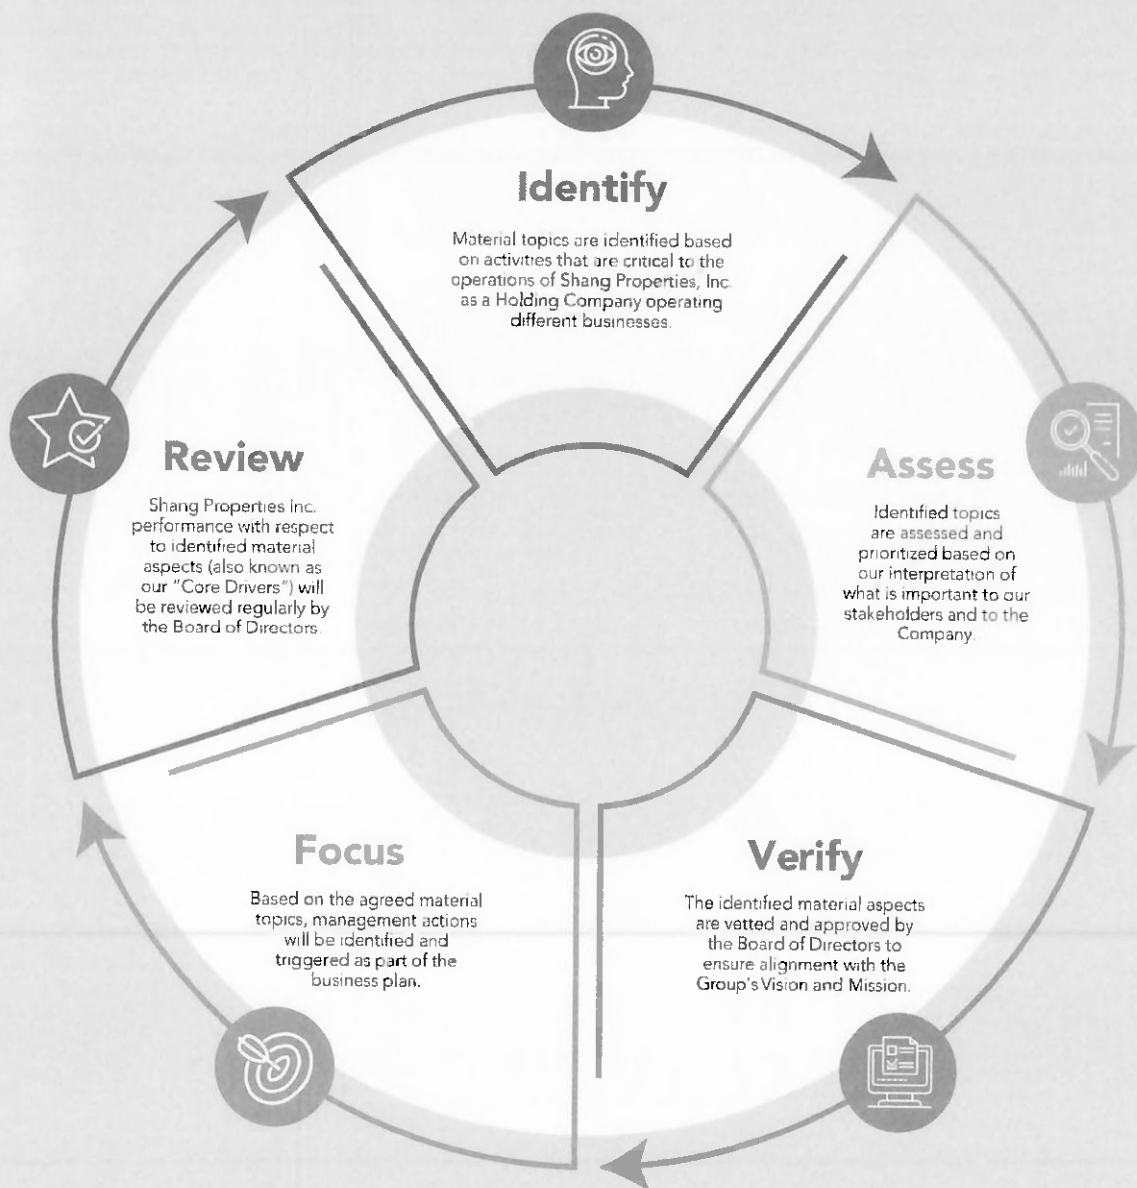 Identify
Material topics are identified based
on activities that are critical to the
operations of Shang Properties, Inc.
as a Holding Company operating
different businesses.
Assess
Identified topics
are assessed and
prioritized based on
our interpretation of
what is important to our
stakeholders and to the
Company.
Verify
The identified material aspects
are vetted and approved by
the Board of Directors to
ensure alignment with the
Group's Vision and Mission.
Focus
Based on the agreed material
topics, management actions
will be identified and
triggered as part of the
business plan.
Review
Shang Properties Inc.
performance with respect
to identified material
aspects (also known as
our "Core Drivers") will
be reviewed regularly by
the Board of Directors.